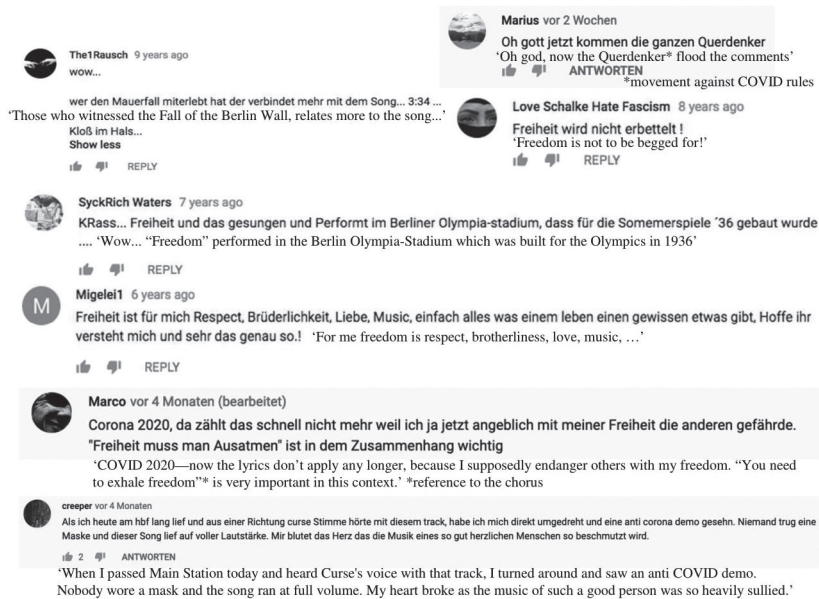 The1Rausch 9 years ago
wow...
wer den Mauerfall miterlebt hat der verbindet mehr mit dem Song... 3:34 ...
‘Those who witnessed the Fall of the Berlin Wall, relates more to the song...’
Kloß im Hals...
Show less
REPLY
Marius vor 2 Wochen
Oh gott jetzt kommen die ganzen Querdenker
‘Oh god, now the Querdenker* flood the comments’
ANTWORTEN
*movement against COVID rules
Love Schalke Hate Fascism 8 years ago
Freiheit wird nicht erbettelt !
‘Freedom is not to be begged for!’
REPLY
SyckRich Waters 7 years ago
KRass... Freiheit und das gesungen und Performt im Berliner Olympia-stadium, dass für die Somemerspiele ´36 gebaut wurde
.... ‘Wow... “Freedom” performed in the Berlin Olympia-Stadium which was built for the Olympics in 1936’
REPLY
M
Migelei1 6 years ago
Freiheit ist für mich Respect, Brüderlichkeit, Liebe, Music, einfach alles was einem leben einen gewissen etwas gibt, Hoffe ihr
versteht mich und sehr das genau so.! ‘For me freedom is respect, brotherliness, love, music, …’
REPLY
Marco vor 4 Monaten (bearbeitet)
Corona 2020, da zählt das schnell nicht mehr weil ich ja jetzt angeblich mit meiner Freiheit die anderen gefährde.
"Freiheit muss man Ausatmen" ist in dem Zusammenhang wichtig
‘COVID 2020—now the lyrics don’t apply any longer, because I supposedly endanger others with my freedom. “You need
to exhale freedom”* is very important in this context.’ *reference to the chorus
creeper vor 4 Monaten
Als ich heute am hbf lang lief und aus einer Richtung curse Stimme hörte mit diesem track, habe ich mich direkt umgedreht und eine anti corona demo gesehn. Niemand trug eine
Maske und dieser Song lief auf voller Lautstärke. Mir blutet das Herz das die Musik eines so gut herzlichen Menschen so beschmutzt wird.
2 ANTWORTEN
‘When I passed Main Station today and heard Curse's voice with that track, I turned around and saw an anti COVID demo.
Nobody wore a mask and the song ran at full volume. My heart broke as the music of such a good person was so heavily sullied.’